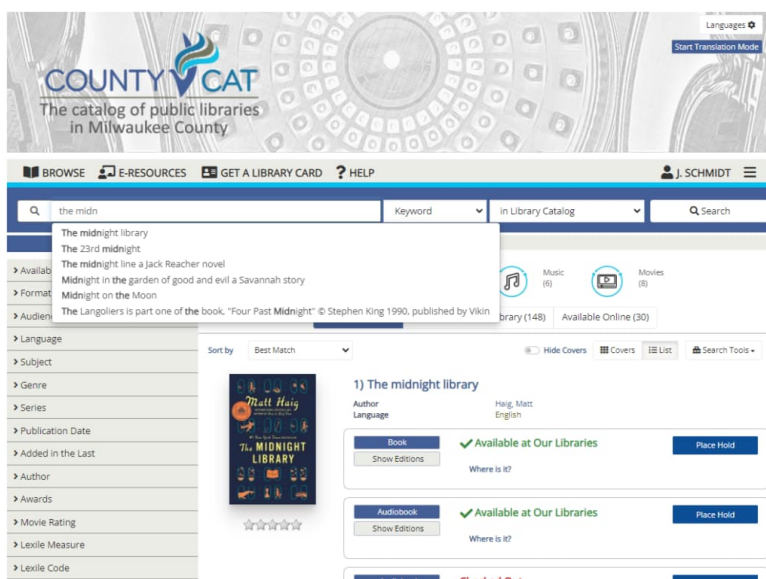 Languages
Start Translation Mode
COUNTY CAT
The catalog of public libraries
in Milwaukee County
BROWSE E-RESOURCES GET A LIBRARY CARD ? HELP J. SCHMIDT
the midn Keyword in Library Catalog Search
The midnight library
The 23rd midnight
The midnight line a Jack Reacher novel
Midnight in the garden of good and evil a Savannah story
Midnight on the Moon
The Langoliers is part one of the book, "Four Past Midnight" © Stephen King 1990, published by Vikin
Music
(6)
Movies
(8)
(148) Available Online (30)
Format
Language
Subject
Genre
Series
Publication Date
Added in the Last
Author
Awards
Movie Rating
Lexile Measure
Lexile Code
Sort by Best Match Hide Covers Covers List Search Tools
Matt Haig
The MIDNIGHT
LIBRARY
1) The midnight library
Author Haig, Matt
Language English
Book Available at Our Libraries Place Hold
Show Editions
Where is it?
Audiobook Available at Our Libraries Place Hold
Show Editions
Where is it?